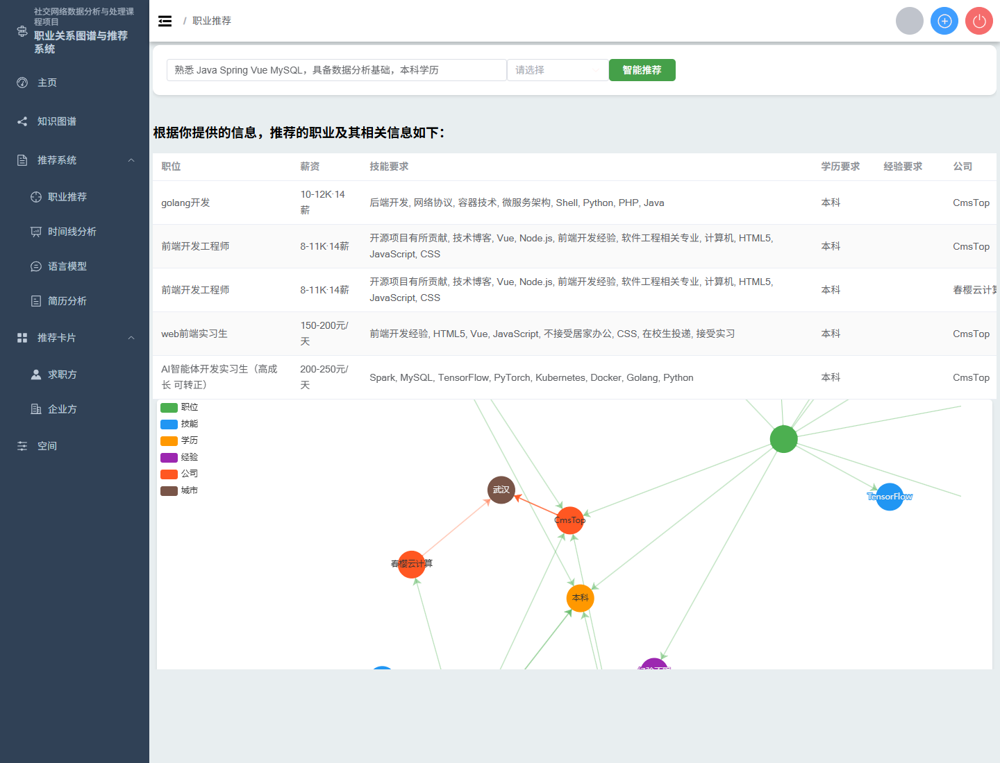 社交网络数据分析与处理课
程项目
职业关系图谱与推荐
系统
主页
知识图谱
推荐系统
职业推荐
时间线分析
语言模型
简历分析
推荐卡片
求职方
企业方
空间
/ 职业推荐
熟悉 Java Spring Vue MySQL，具备数据分析基础，本科学历
请选择
智能推荐
根据你提供的信息，推荐的职业及其相关信息如下：
职位 薪资 技能要求 学历要求 经验要求 公司
golang开发 10-12K·14薪 后端开发, 网络协议, 容器技术, 微服务架构, Shell, Python, PHP, Java 本科 CmsTop
前端开发工程师 8-11K·14薪 开源项目有所贡献, 技术博客, Vue, Node.js, 前端开发经验, 软件工程相关专业, 计算机, HTML5, JavaScript, CSS 本科 CmsTop
前端开发工程师 8-11K·14薪 开源项目有所贡献, 技术博客, Vue, Node.js, 前端开发经验, 软件工程相关专业, 计算机, HTML5, JavaScript, CSS 本科 春樱云计算
web前端实习生 150-200元/天 前端开发经验, HTML5, Vue, JavaScript, 不接受居家办公, CSS, 在校生投递, 接受实习 本科 CmsTop
AI智能体开发实习生（高成长 可转正） 200-250元/天 Spark, MySQL, TensorFlow, PyTorch, Kubernetes, Docker, Golang, Python 本科 CmsTop
职位
技能
学历
经验
公司
城市
武汉
TensorFlow
CmsTop
春樱云计算
本科